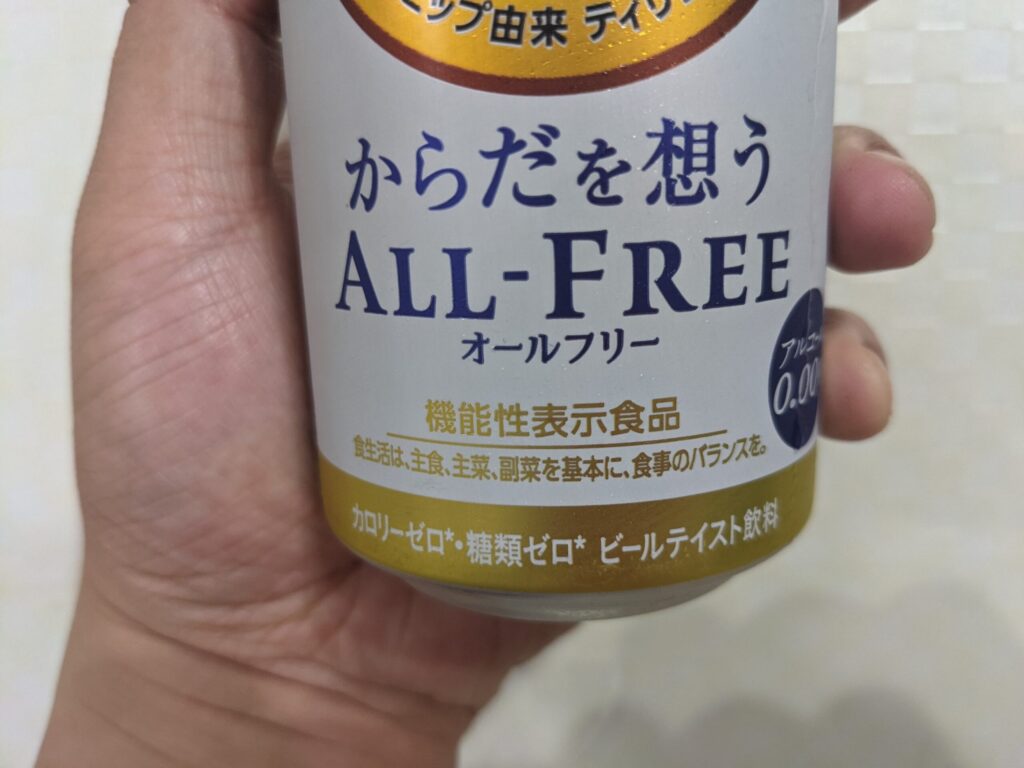 由来 ティリ
からだを想う
ALL-FREE
オールフリー
アルコ
0.00
機能性表示食品
食生活は、主食、主菜、副菜を基本に、食事のバランスを。
カロリーゼロ*・糖類ゼロ* ビールテイスト飲料